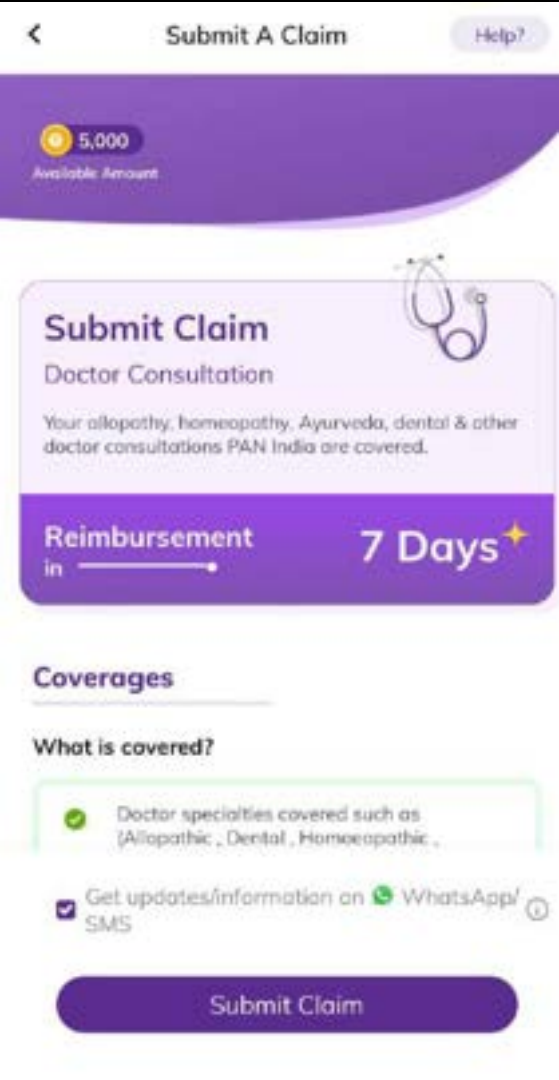 Submit A Claim
Help?
5,000
Available Amount
Submit Claim
Doctor Consultation
Your allopathy, homeopathy, Ayurveda, dental & other
doctor consultations PAN India are covered.
Reimbursement
in
7 Days
Coverages
What is covered?
Doctor specialties covered such as
(Allopathic , Dental , Homoeopathic ,
Get updates/information on WhatsApp/
SMS
Submit Claim